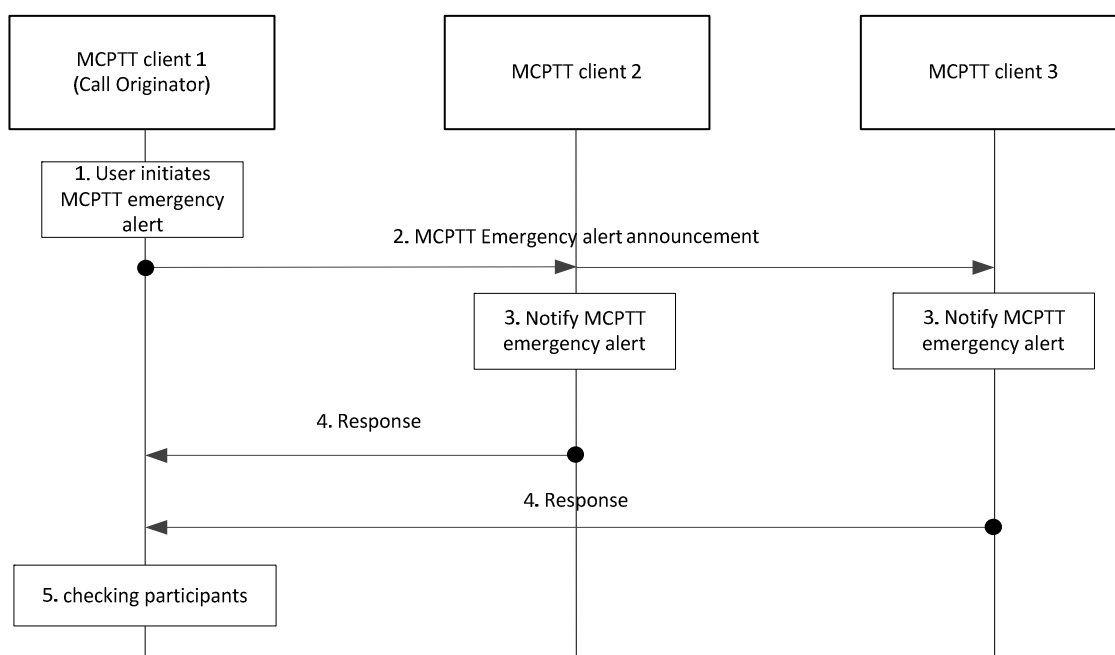 MCPTT client 1
(Call Originator)
MCPTT client 2
MCPTT client 3
1. User initiates
MCPTT emergency
alert
2. MCPTT Emergency alert announcement
3. Notify MCPTT
emergency alert
3. Notify MCPTT
emergency alert
4. Response
4. Response
5. checking participants